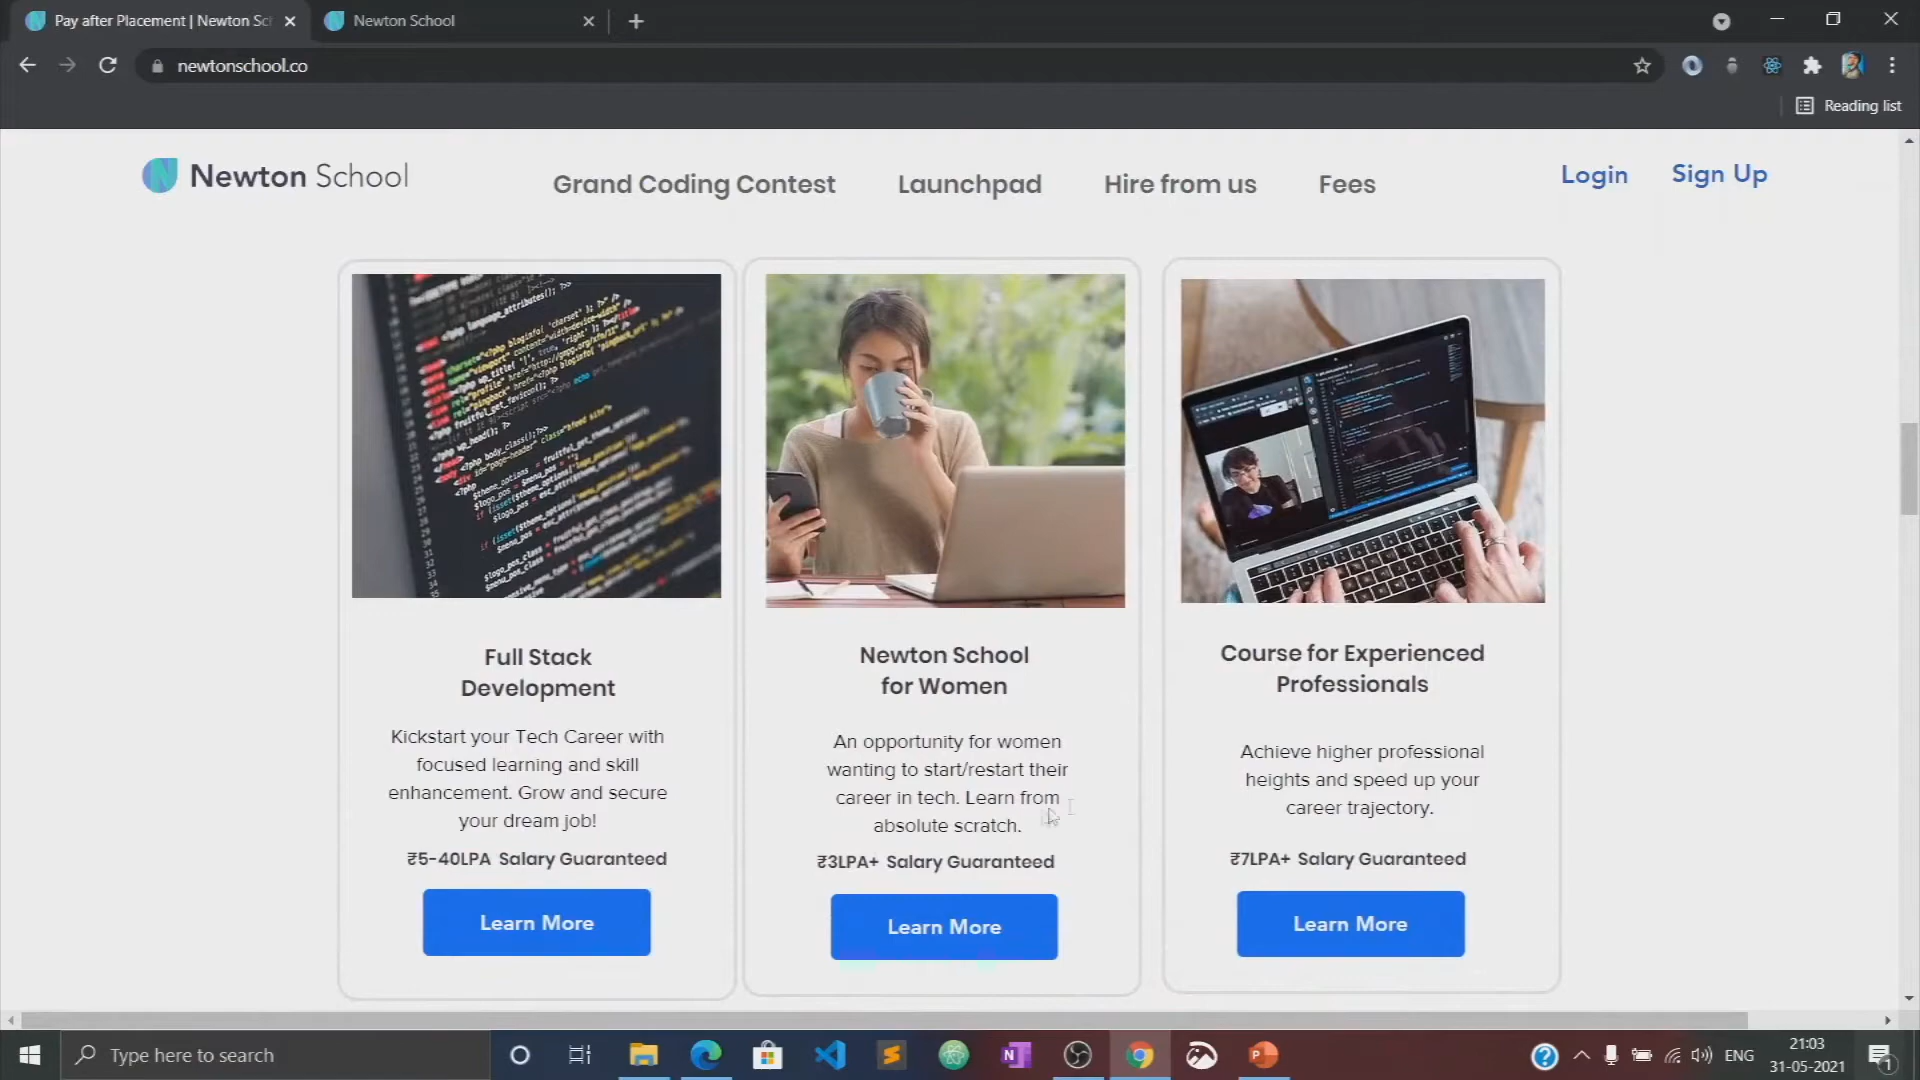 Pay after Placement | Newton Sc
Newton School
newtonschool.co
Reading list
Newton School
Grand Coding Contest
Launchpad
Hire from us
Fees
Login
Sign Up
Full Stack
Development
Kickstart your Tech Career with
focused learning and skill
enhancement. Grow and secure
your dream job!
₹5-40LPA Salary Guaranteed
Learn More
Newton School
for Women
An opportunity for women
wanting to start/restart their
career in tech. Learn from
absolute scratch.
₹3LPA+ Salary Guaranteed
Learn More
Course for Experienced
Professionals
Achieve higher professional
heights and speed up your
career trajectory.
₹7LPA+ Salary Guaranteed
Learn More
Type here to search
ENG
21:03
31-05-2021
1